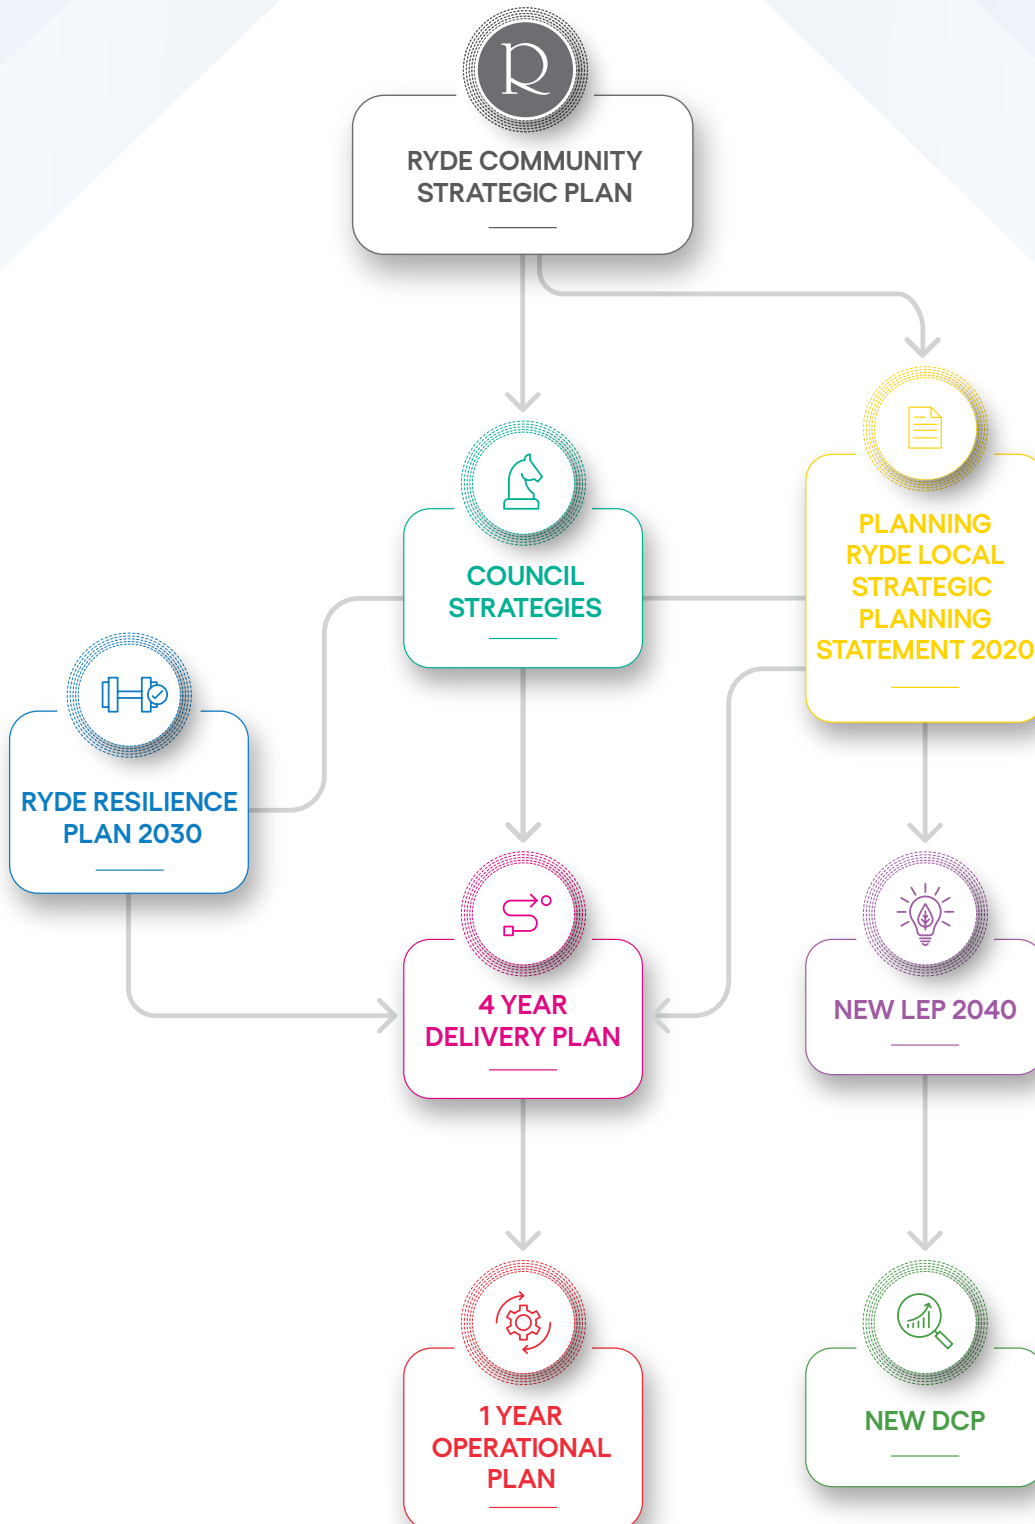 R
RYDE COMMUNITY
STRATEGIC PLAN
COUNCIL
STRATEGIES
PLANNING
RYDE LOCAL
STRATEGIC
PLANNING
STATEMENT 2020
RYDE RESILIENCE
PLAN 2030
4 YEAR
DELIVERY PLAN
NEW LEP 2040
1 YEAR
OPERATIONAL
PLAN
NEW DCP